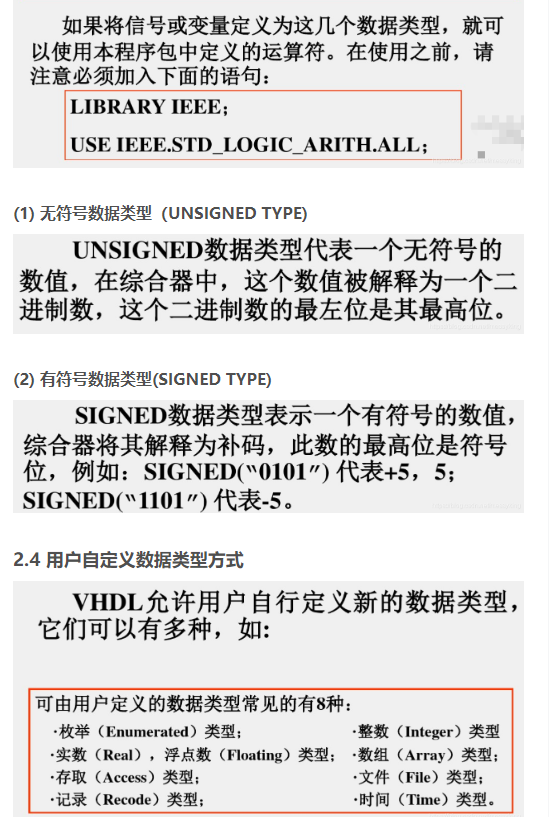 如果将信号或变量定义为这几个数据类型，就可
以使用本程序包中定义的运算符。在使用之前，请
注意必须加入下面的语句：
LIBRARY IEEE；
USE IEEE.STD_LOGIC_ARITH.ALL；
(1) 无符号数据类型（UNSIGNED TYPE)
UNSIGNED数据类型代表一个无符号的
数值，在综合器中，这个数值被解释为一个二
进制数，这个二进制数的最左位是其最高位。
(2) 有符号数据类型(SIGNED TYPE)
SIGNED数据类型表示一个有符号的数值，
综合器将其解释为补码，此数的最高位是符号
位，例如：SIGNED(“0101″) 代表+5，5；
SIGNED(“1101″) 代表-5。
2.4 用户自定义数据类型方式
VHDL允许用户自行定义新的数据类型，
它们可以有多种，如:
可由用户定义的数据类型常见的有8种：
·枚举（Enumerated）类型； ·整数（Integer）类型
·实数（Real），浮点数（Floating）类型； ·数组（Array）类型；
·存取（Access）类型； ·文件（File）类型；
·记录（Recode）类型； ·时间（Time）类型。